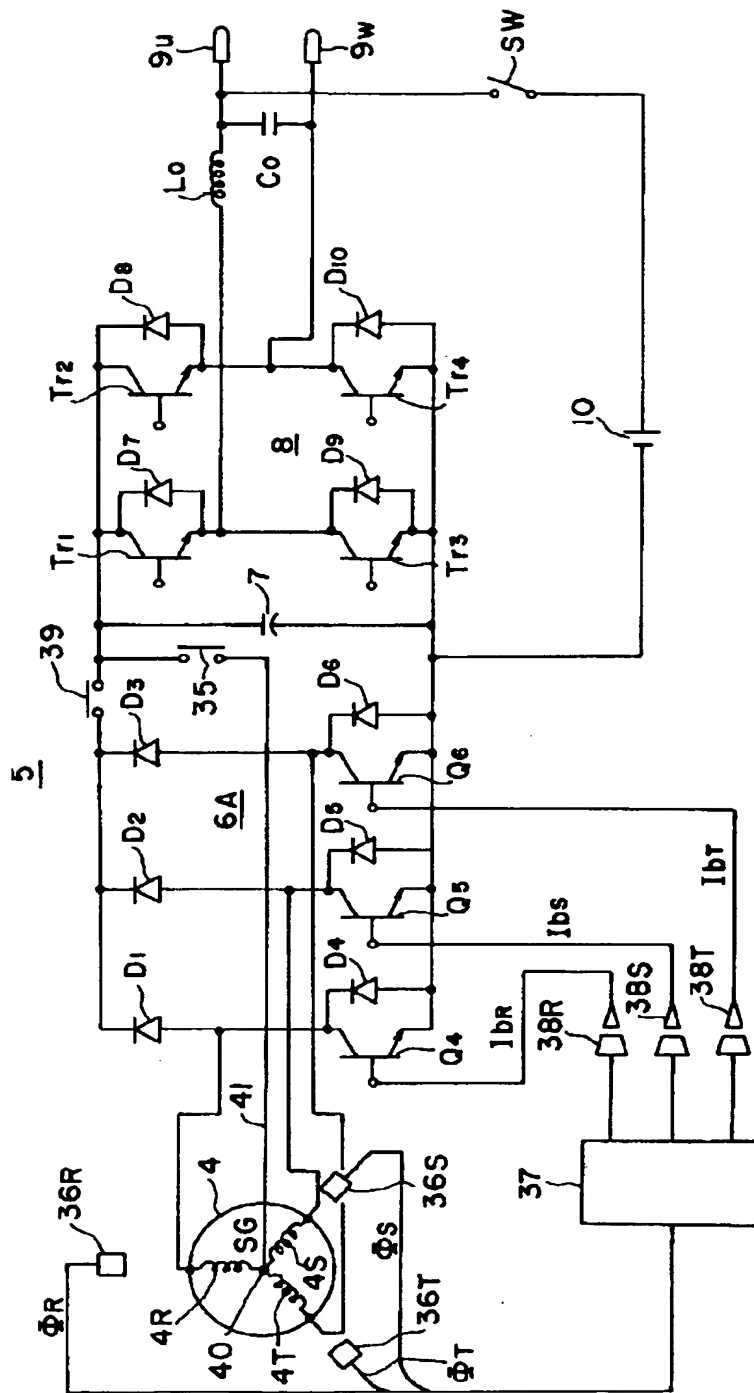 5
39
D1
D2
D3
6A
35
7
Tr1
D7
Tr2
D8
8
D9
Tr3
D10
Tr4
Lo
Co
9u
9w
SW
10
D4
Q4
D5
Q5
D6
Q6
IbR
IbS
IbT
38R
38S
38T
37
41
4
SG
4R
40
4T
4S
36R
36S
36T
ΦR
ΦS
ΦT